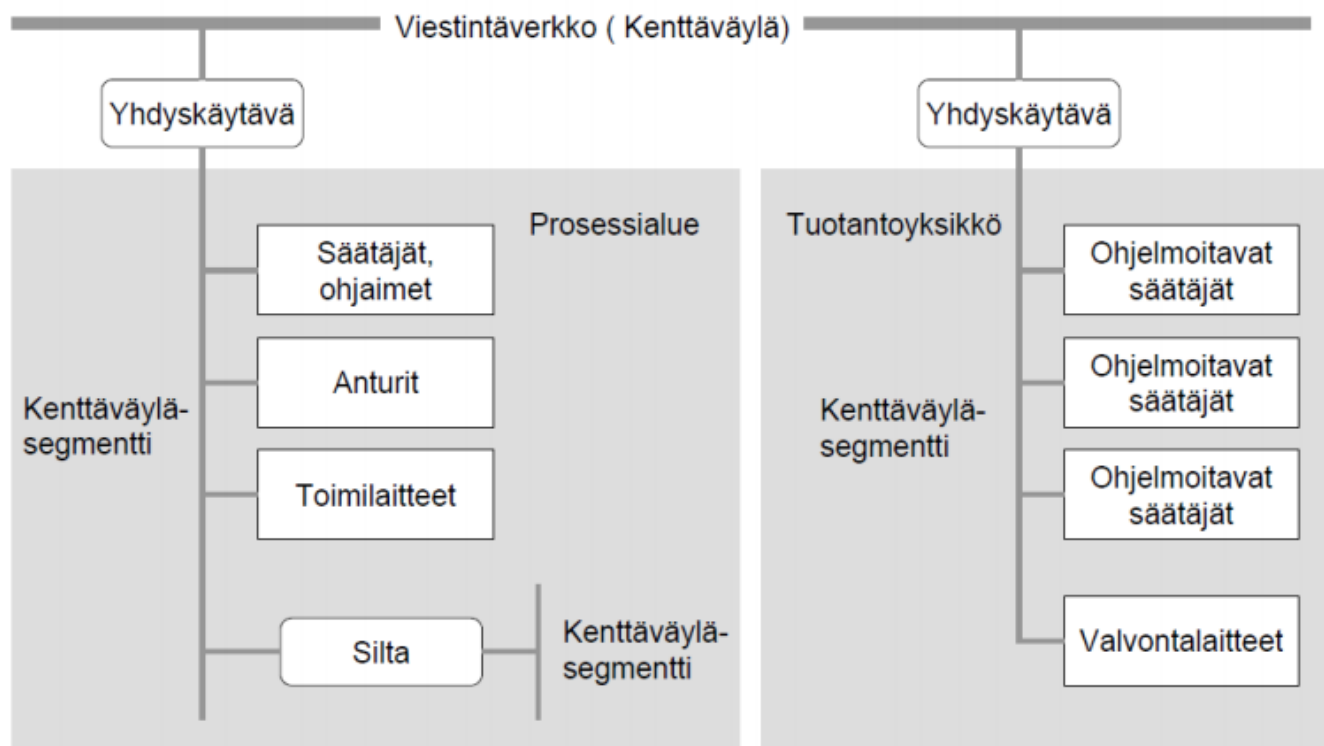 Viestintäverkko ( Kenttäväylä)
Yhdyskäytävä
Yhdyskäytävä
Prosessialue
Säätäjät,
ohjaimet
Anturit
Kenttäväylä-
segmentti
Toimilaitteet
Silta
Kenttäväylä-
segmentti
Tuotantoyksikkö
Ohjelmoitavat
säätäjät
Ohjelmoitavat
säätäjät
Kenttäväylä-
segmentti
Ohjelmoitavat
säätäjät
Valvontalaitteet